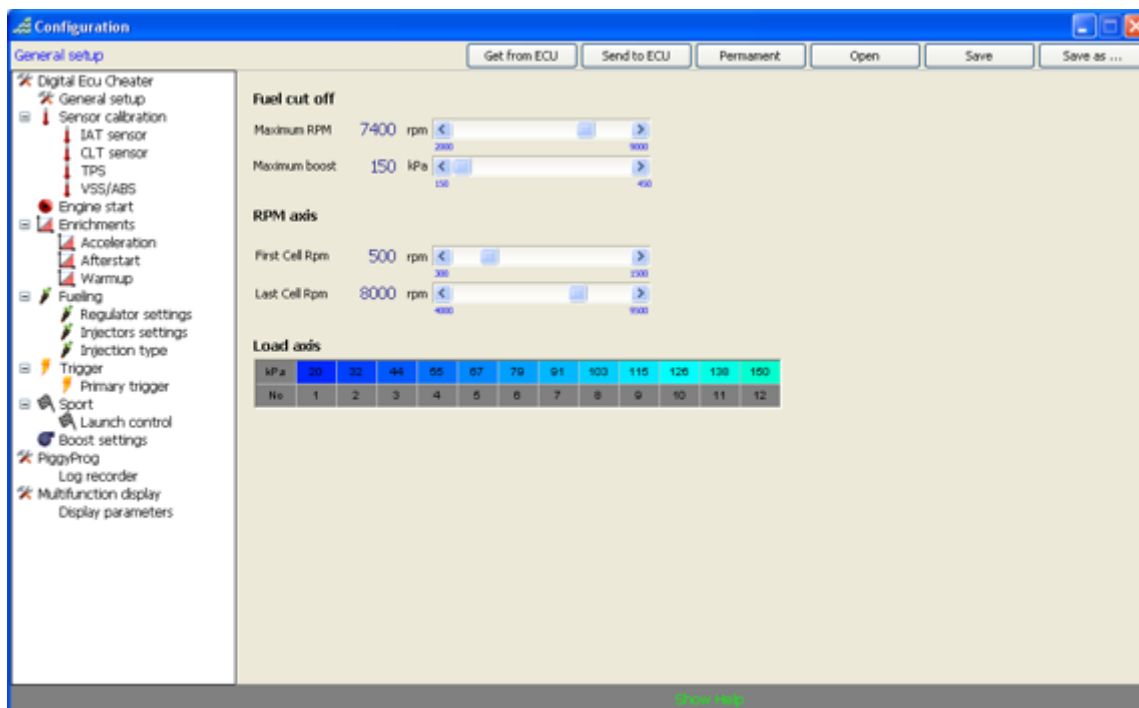 Configuration
General setup
Get from ECU
Send to ECU
Permament
Open
Save
Save as ...
Digital Ecu Cheater
General setup
Sensor calibration
IAT sensor
CLT sensor
TPS
VSS/ABS
Engine start
Enrichments
Acceleration
Afterstart
Warmup
Fueling
Regulator settings
Injectors settings
Injection type
Trigger
Primary trigger
Sport
Launch control
Boost settings
PiggyProg
Log recorder
Multifunction display
Display parameters
Fuel cut off
Maximum RPM 7400 rpm
2000 9000
Maximum boost 150 kPa
150 450
RPM axis
First Cell Rpm 500 rpm
300 1500
Last Cell Rpm 8000 rpm
4000 9500
Load axis
kPa 20 32 44 55 67 79 91 103 115 126 138 150
No 1 2 3 4 5 6 7 8 9 10 11 12
Show Help